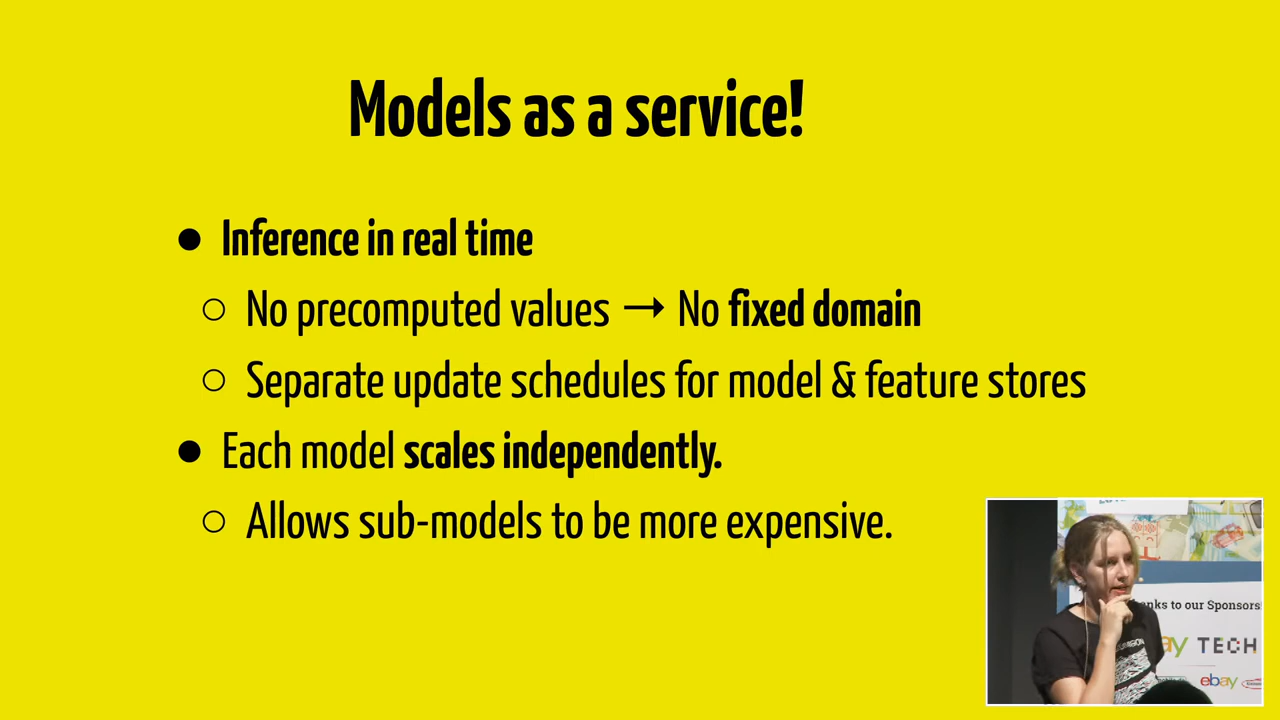 Models as a service!
● Inference in real time
○ No precomputed values → No fixed domain
○ Separate update schedules for model & feature stores
● Each model scales independently.
○ Allows sub-models to be more expensive.
to our Sponsors
TECH
ebay